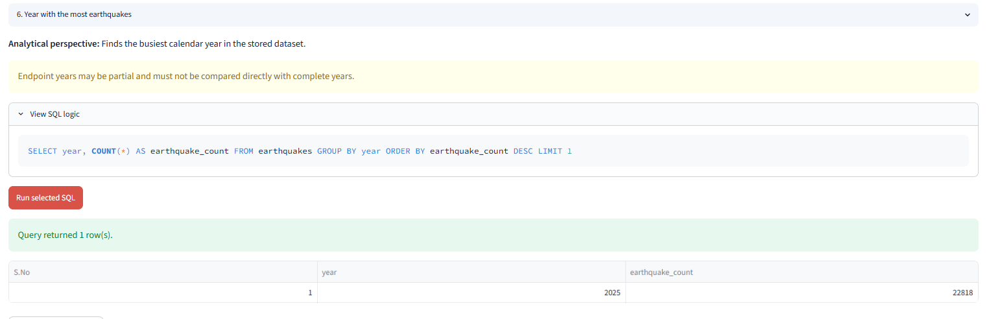 6. Year with the most earthquakes
Analytical perspective: Finds the busiest calendar year in the stored dataset.
Endpoint years may be partial and must not be compared directly with complete years.
View SQL logic
SELECT year, COUNT(*) AS earthquake_count FROM earthquakes GROUP BY year ORDER BY earthquake_count DESC LIMIT 1
Run selected SQL
Query returned 1 row(s).
S.No year earthquake_count
1 2025 22818